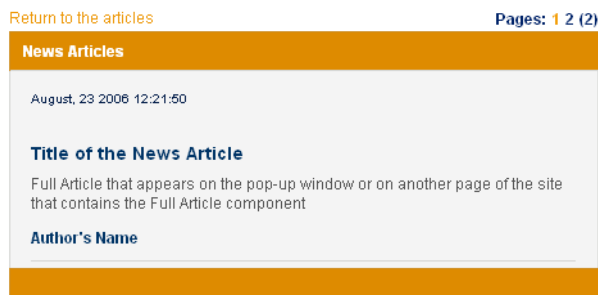 Return to the articles
Pages: 1 2 (2)
News Articles
August, 23 2006 12:21:50
Title of the News Article
Full Article that appears on the pop-up window or on another page of the site
that contains the Full Article component
Author's Name